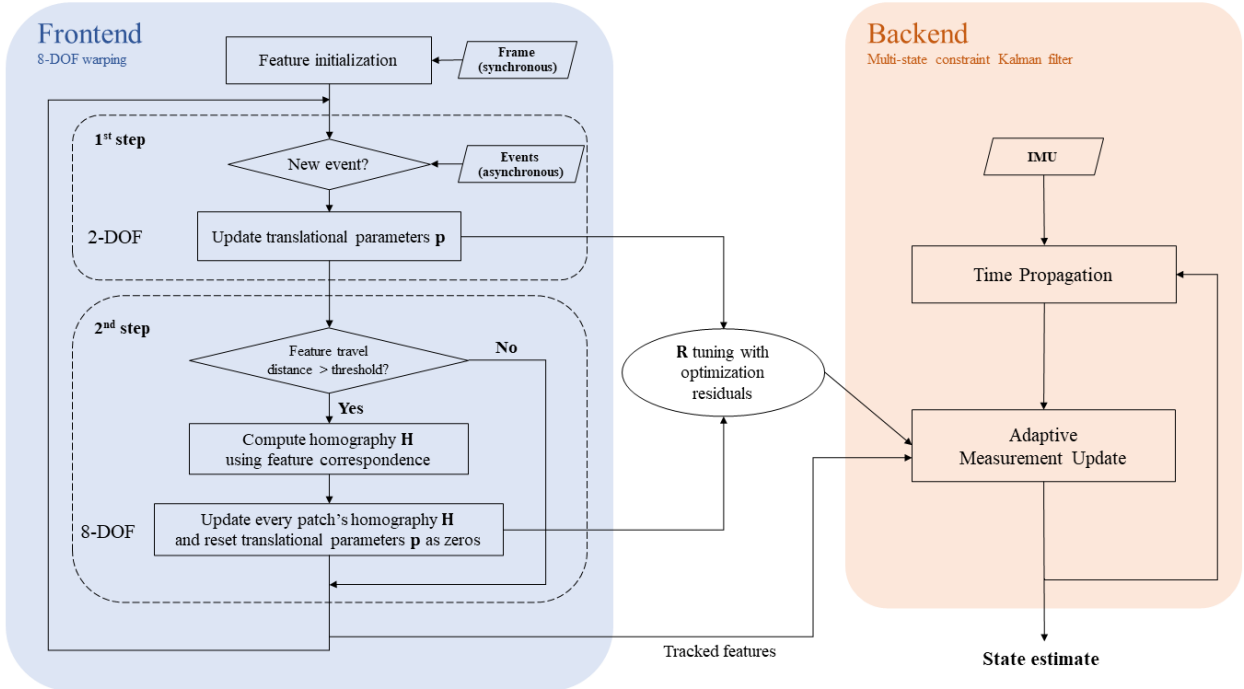 Frontend
8-DOF warping
Feature initialization
Frame
(synchronous)
1st step
New event?
Events
(asynchronous)
2-DOF
Update translational parameters p
2nd step
Feature travel
distance > threshold?
No
Yes
Compute homography H
using feature correspondence
8-DOF
Update every patch's homography H
and reset translational parameters p as zeros
R tuning with
optimization
residuals
Tracked features
Backend
Multi-state constraint Kalman filter
IMU
Time Propagation
Adaptive
Measurement Update
State estimate